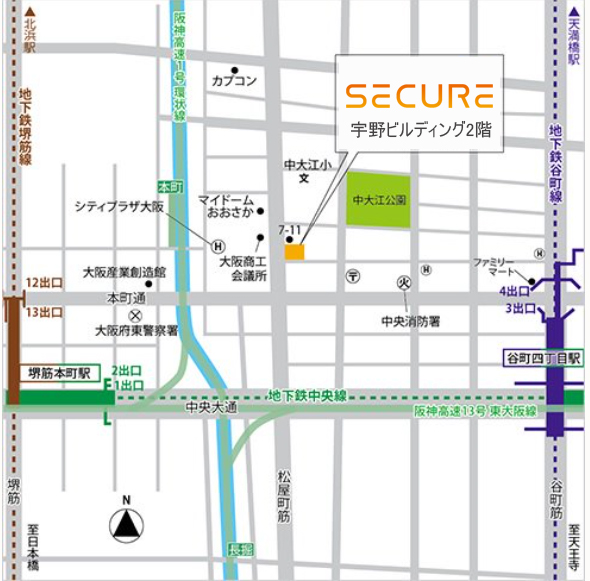 ▲北浜駅
阪神高速1号環状線
▲天満橋駅
カプコン
SECURE
宇野ビルディング2階
地下鉄堺筋線
地下鉄谷町線
中大江小
文
本町
シティプラザ大阪
マイドーム
おおさか
中大江公園
7-11
H
大阪商工
会議所
大阪産業創造館
ファミリー
マート
H
〒
火
H
12出口
本町通
4出口
13出口
3出口
大阪府東警察署
中央消防署
堺筋本町駅
2出口
1出口
谷町四丁目駅
地下鉄中央線
中央大通
阪神高速13号 東大阪線
堺筋
松屋町筋
谷町筋
N
至日本橋
長堀
至天王寺